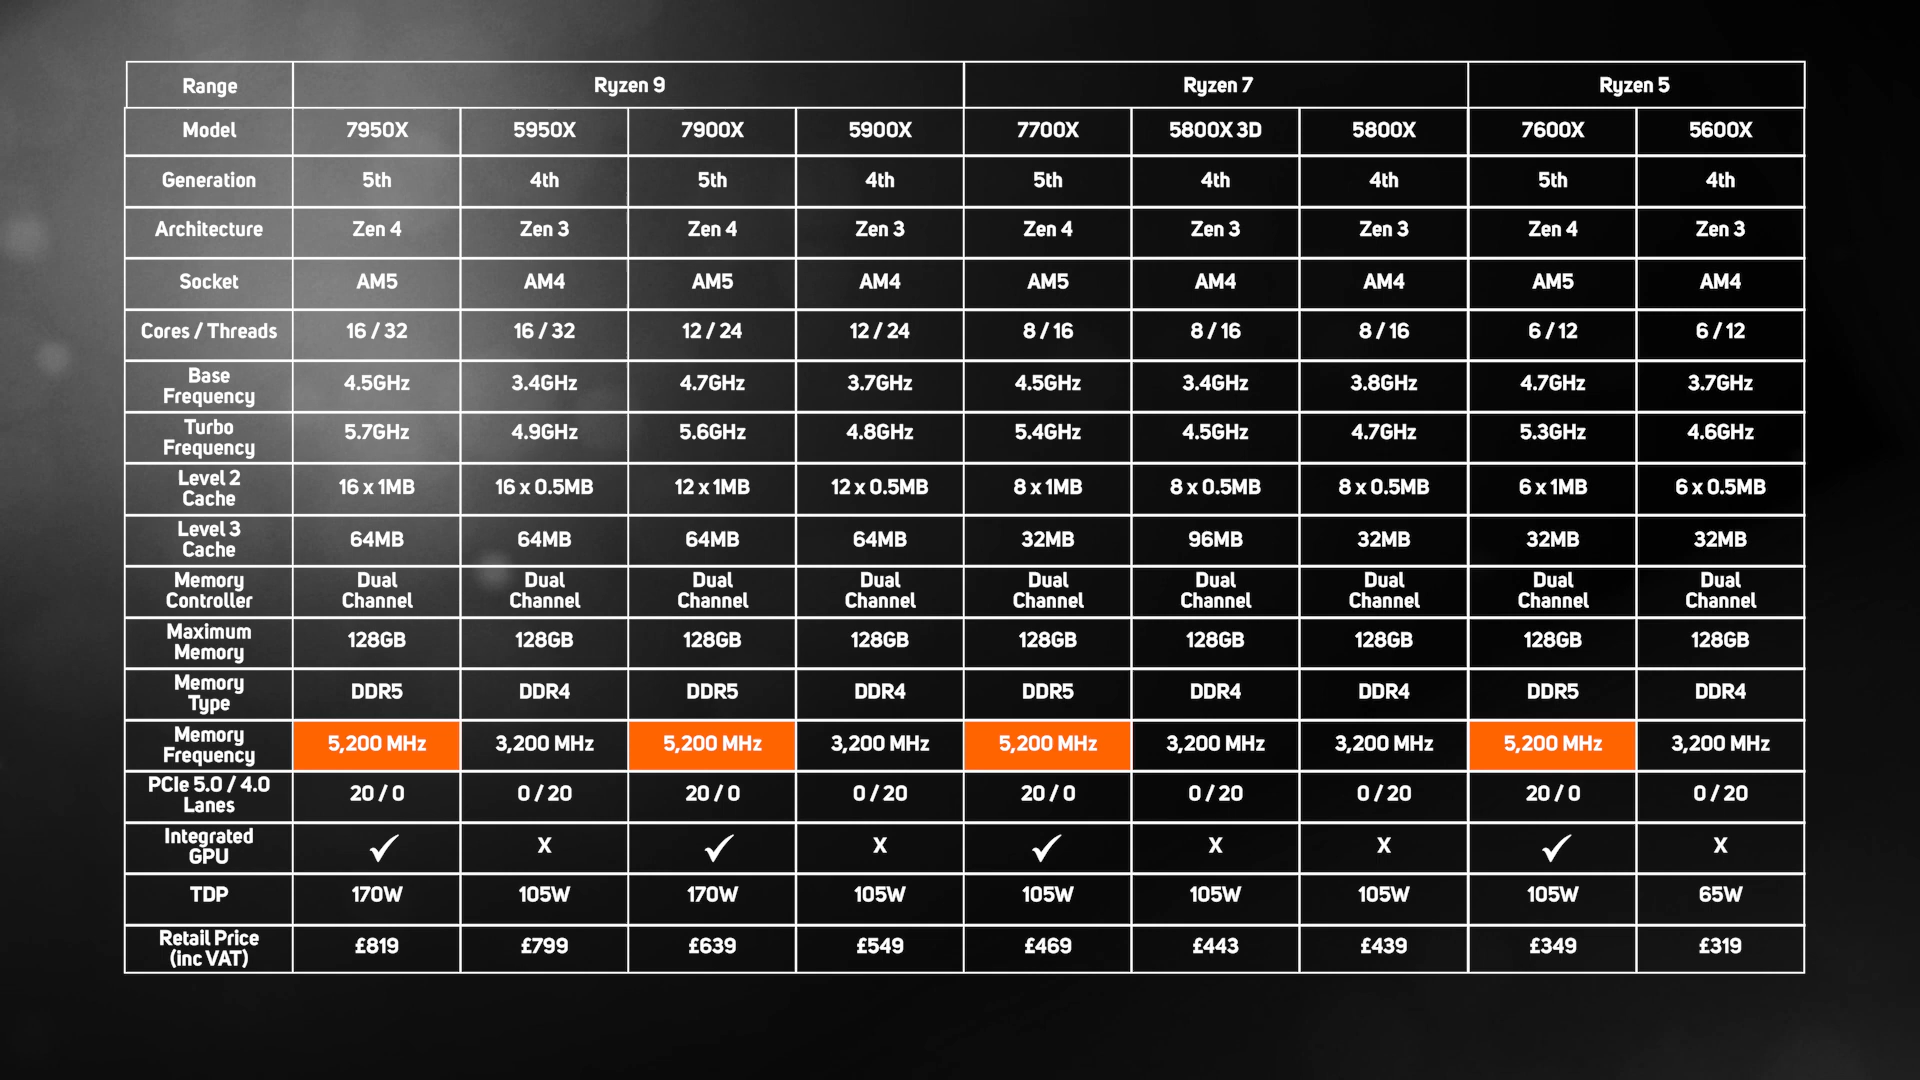 Range Ryzen 9 Ryzen 7 Ryzen 5
Model 7950X 5950X 7900X 5900X 7700X 5800X 3D 5800X 7600X 5600X
Generation 5th 4th 5th 4th 5th 4th 4th 5th 4th
Architecture Zen 4 Zen 3 Zen 4 Zen 3 Zen 4 Zen 3 Zen 3 Zen 4 Zen 3
Socket AM5 AM4 AM5 AM4 AM5 AM4 AM4 AM5 AM4
Cores / Threads 16 / 32 16 / 32 12 / 24 12 / 24 8 / 16 8 / 16 8 / 16 6 / 12 6 / 12
Base
Frequency 4.5GHz 3.4GHz 4.7GHz 3.7GHz 4.5GHz 3.4GHz 3.8GHz 4.7GHz 3.7GHz
Turbo
Frequency 5.7GHz 4.9GHz 5.6GHz 4.8GHz 5.4GHz 4.5GHz 4.7GHz 5.3GHz 4.6GHz
Level 2
Cache 16 x 1MB 16 x 0.5MB 12 x 1MB 12 x 0.5MB 8 x 1MB 8 x 0.5MB 8 x 0.5MB 6 x 1MB 6 x 0.5MB
Level 3
Cache 64MB 64MB 64MB 64MB 32MB 96MB 32MB 32MB 32MB
Memory Dual Dual Dual Dual Dual Dual Dual Dual Dual
Controller Channel Channel Channel Channel Channel Channel Channel Channel Channel
Maximum
Memory 128GB 128GB 128GB 128GB 128GB 128GB 128GB 128GB 128GB
Memory
Type DDR5 DDR4 DDR5 DDR4 DDR5 DDR4 DDR4 DDR5 DDR4
Memory
Frequency 5,200 MHz 3,200 MHz 5,200 MHz 3,200 MHz 5,200 MHz 3,200 MHz 3,200 MHz 5,200 MHz 3,200 MHz
PCIe 5.0 / 4.0
Lanes 20 / 0 0 / 20 20 / 0 0 / 20 20 / 0 0 / 20 0 / 20 20 / 0 0 / 20
Integrated
GPU ✓ X ✓ X ✓ X X ✓ X
TDP 170W 105W 170W 105W 105W 105W 105W 105W 65W
Retail Price
(inc VAT) £819 £799 £639 £549 £469 £443 £439 £349 £319